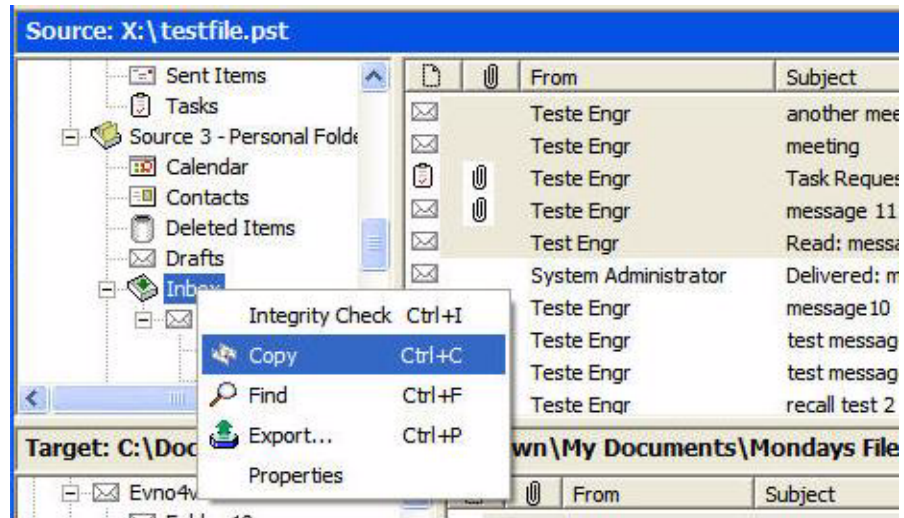 Source: X:\testfile.pst
Sent Items
Tasks
Source 3 - Personal Folde
Calendar
Contacts
Deleted Items
Drafts
Inbox
From Subject
Teste Engr another mee
Teste Engr meeting
Teste Engr Task Reques
Teste Engr message 11
Test Engr Read: messa
System Administrator Delivered: m
Teste Engr message10
Teste Engr test messag
Teste Engr test messag
Teste Engr recall test 2
Integrity Check Ctrl+I
Copy Ctrl+C
Find Ctrl+F
Export... Ctrl+P
Properties
Target: C:\Doc wn\My Documents\Mondays File
From Subject
Evno4v